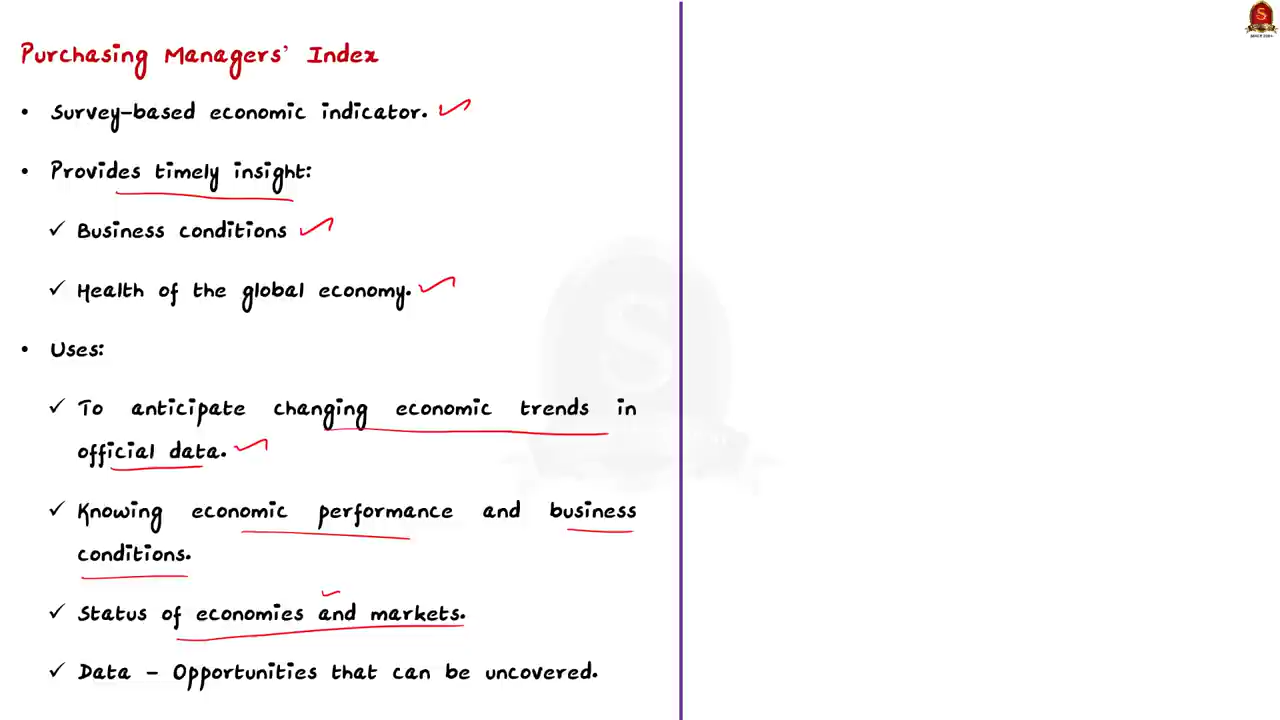 Purchasing Managers' Index
• Survey-based economic indicator.
• Provides timely insight:
✓ Business conditions
✓ Health of the global economy.
• Uses:
✓ To anticipate changing economic trends in
official data.
✓ Knowing economic performance and business
conditions.
✓ Status of economies and markets.
✓ Data - Opportunities that can be uncovered.
S
S